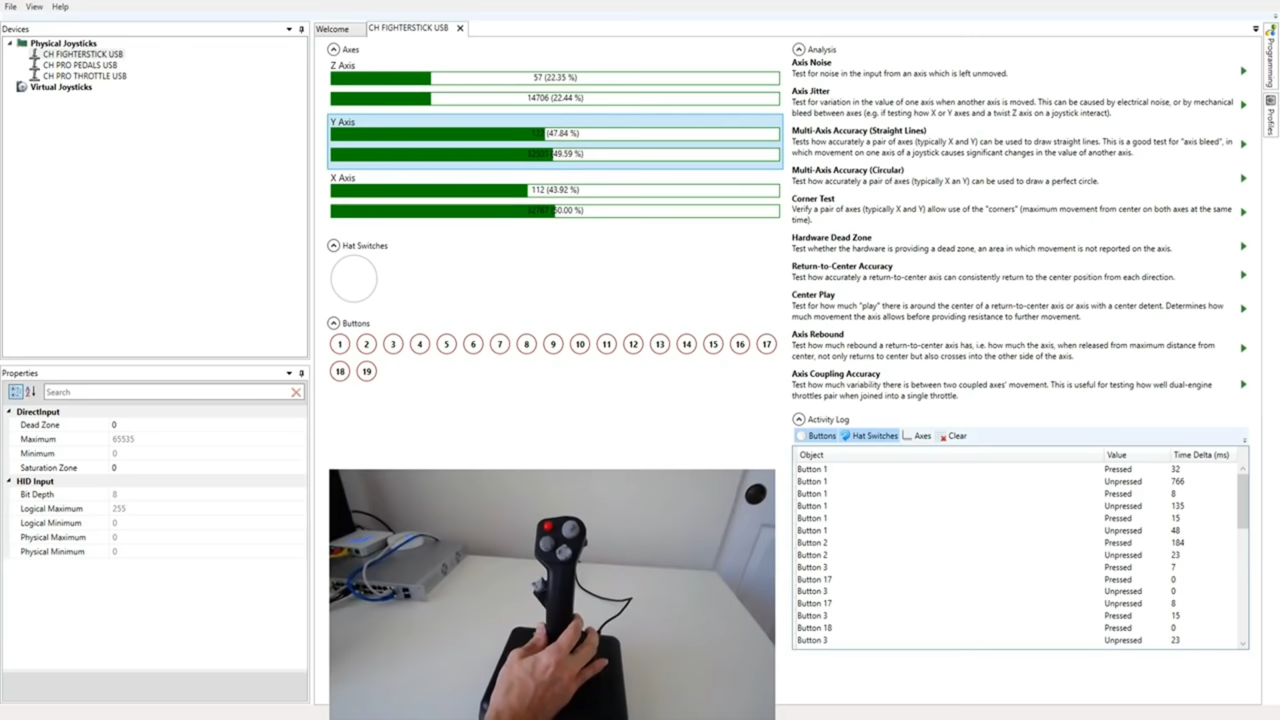 File View Help
Devices
Physical Joysticks
CH FIGHTERSTICK USB
CH PRO PEDALS USB
CH PRO THROTTLE USB
Virtual Joysticks
Properties
Search
DirectInput
Dead Zone 0
Maximum 65535
Minimum 0
Saturation Zone 0
HID Input
Bit Depth 8
Logical Maximum 255
Logical Minimum 0
Physical Maximum 0
Physical Minimum 0
Welcome CH FIGHTERSTICK USB
Axes
Z Axis
57 (22.35 %)
14706 (22.44 %)
Y Axis
(47.84 %)
(49.59 %)
X Axis
112 (43.92 %)
(50.00 %)
Hat Switches
Buttons
1 2 3 4 5 6 7 8 9 10 11 12 13 14 15 16 17
18 19
Analysis
Axis Noise
Test for noise in the input from an axis which is left unmoved.
Axis Jitter
Test for variation in the value of one axis when another axis is moved. This can be caused by electrical noise, or by mechanical
bleed between axes (e.g. if testing how X or Y axes and a twist Z axis on a joystick interact).
Multi-Axis Accuracy (Straight Lines)
Tests how accurately a pair of axes (typically X and Y) can be used to draw straight lines. This is a good test for "axis bleed", in
which movement on one axis of a joystick causes significant changes in the value of another axis.
Multi-Axis Accuracy (Circular)
Test how accurately a pair of axes (typically X an Y) can be used to draw a perfect circle.
Corner Test
Verify a pair of axes (typically X and Y) allow use of the "corners" (maximum movement from center on both axes at the same
time).
Hardware Dead Zone
Test whether the hardware is providing a dead zone, an area in which movement is not reported on the axis.
Return-to-Center Accuracy
Test how accurately a return-to-center axis can consistently return to the center position from each direction.
Center Play
Test for how much "play" there is around the center of a return-to-center axis or axis with a center detent. Determines how
much movement the axis allows before providing resistance to further movement.
Axis Rebound
Test how much rebound a return-to-center axis has, i.e. how much the axis, when released from maximum distance from
center, not only returns to center but also crosses into the other side of the axis.
Axis Coupling Accuracy
Test how much variability there is between two coupled axes' movement. This is useful for testing how well dual-engine
throttles pair when joined into a single throttle.
Activity Log
Buttons Hat Switches Axes Clear
Object Value Time Delta (ms)
Button 1 Pressed 32
Button 1 Unpressed 766
Button 1 Pressed 8
Button 1 Unpressed 135
Button 1 Pressed 15
Button 1 Unpressed 48
Button 2 Pressed 184
Button 2 Unpressed 23
Button 3 Pressed 7
Button 17 Pressed 0
Button 3 Unpressed 0
Button 17 Unpressed 8
Button 3 Pressed 15
Button 18 Pressed 0
Button 3 Unpressed 23
Programming
Profiles